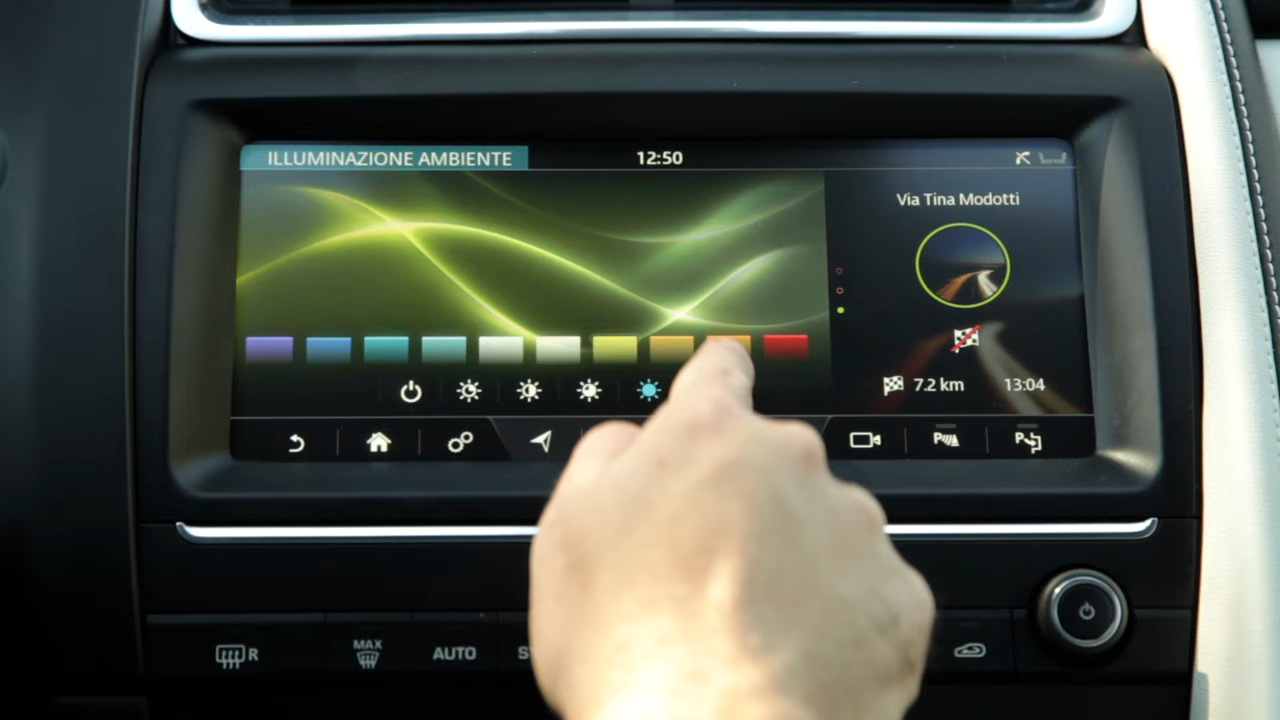 ILLUMINAZIONE AMBIENTE
12:50
Via Tina Modotti
7.2 km
13:04
P
P
R
MAX
AUTO